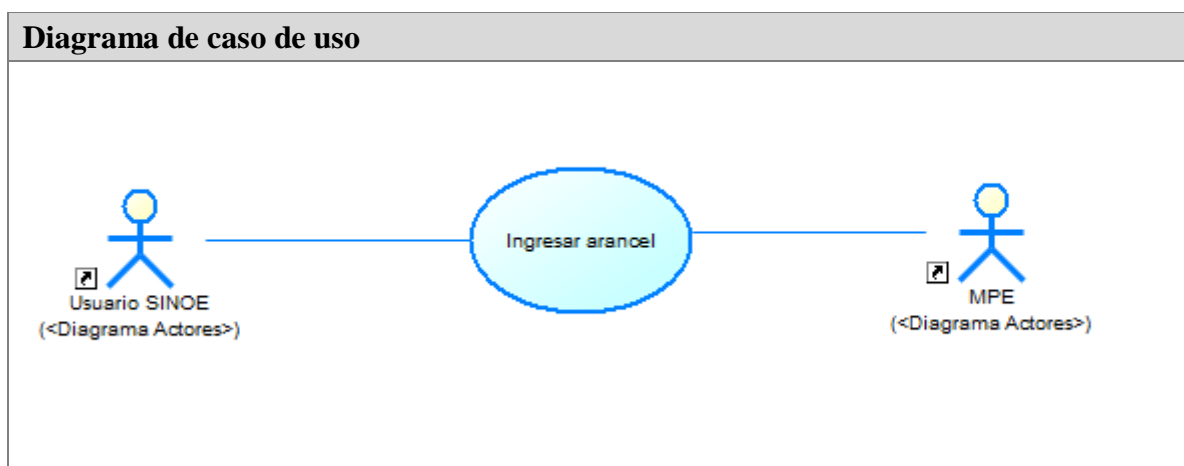 Diagrama de caso de uso
Ingresar arancel
Usuario SINOE
(<Diagrama Actores>)
MPE
(<Diagrama Actores>)